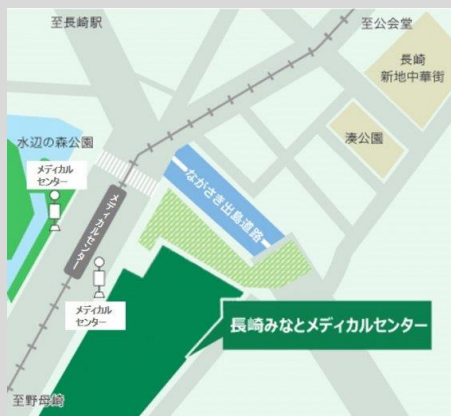 至長崎駅
至公会堂
長崎
新地中華街
湊公園
水辺の森公園
メディカル
センター
メディカルセンター
ながさき出島道路
メディカル
センター
長崎みなとメディカルセンター
至野母崎